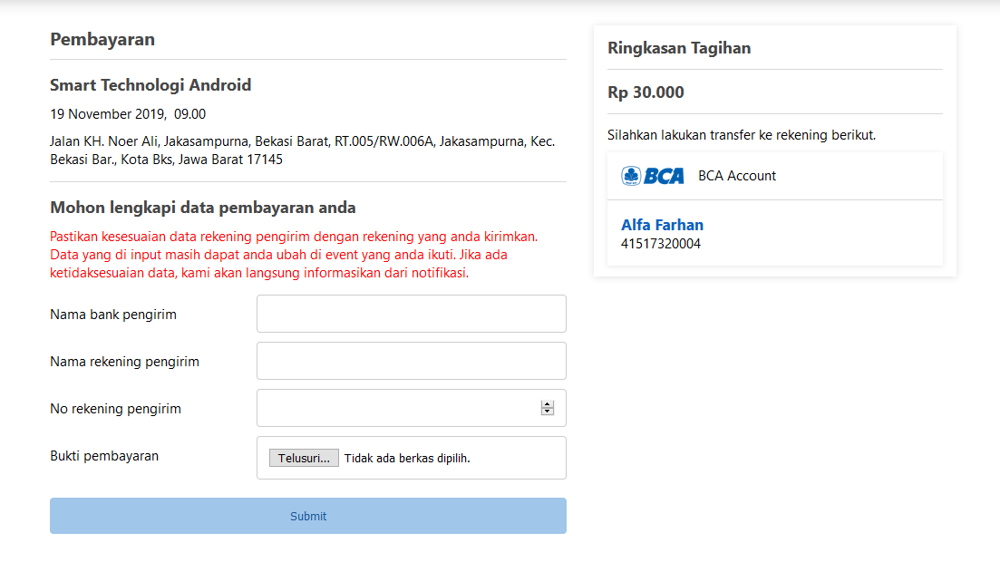 Pembayaran
Smart Technologi Android
19 November 2019,  09.00
Jalan KH. Noer Ali, Jakasampurna, Bekasi Barat, RT.005/RW.006A, Jakasampurna, Kec.
Bekasi Bar., Kota Bks, Jawa Barat 17145
Mohon lengkapi data pembayaran anda
Pastikan kesesuaian data rekening pengirim dengan rekening yang anda kirimkan.
Data yang di input masih dapat anda ubah di event yang anda ikuti. Jika ada
ketidaksesuaian data, kami akan langsung informasikan dari notifikasi.
Nama bank pengirim
Nama rekening pengirim
No rekening pengirim
Bukti pembayaran
Telusuri... Tidak ada berkas dipilih.
Submit
Ringkasan Tagihan
Rp 30.000
Silahkan lakukan transfer ke rekening berikut.
BCA BCA Account
Alfa Farhan
41517320004